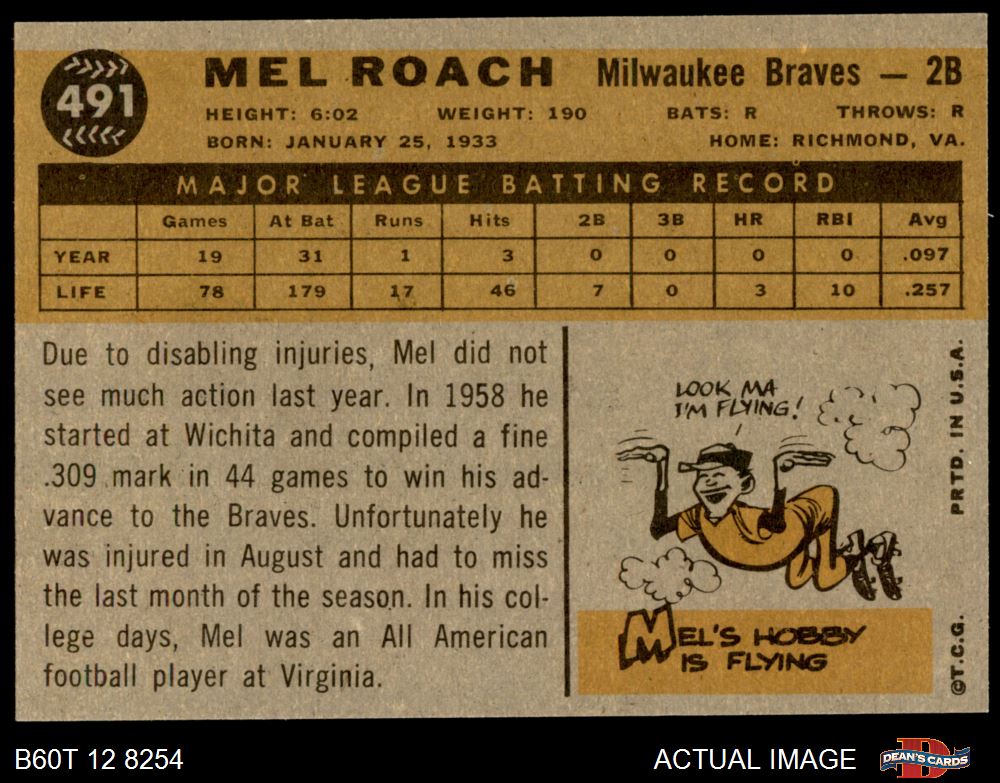 491
MEL ROACH Milwaukee Braves — 2B
HEIGHT: 6:02 WEIGHT: 190 BATS: R THROWS: R
BORN: JANUARY 25, 1933 HOME: RICHMOND, VA.
MAJOR LEAGUE BATTING RECORD
Games At Bat Runs Hits 2B 3B HR RBI Avg
YEAR 19 31 1 3 0 0 0 0 .097
LIFE 78 179 17 46 7 0 3 10 .257
Due to disabling injuries, Mel did not
see much action last year. In 1958 he
started at Wichita and compiled a fine
.309 mark in 44 games to win his ad-
vance to the Braves. Unfortunately he
was injured in August and had to miss
the last month of the season. In his col-
lege days, Mel was an All American
football player at Virginia.
LOOK MA
I'M FLYING!
MEL'S HOBBY
IS FLYING
PRTD. IN U.S.A.
©T.C.G.
B60T 12 8254
ACTUAL IMAGE
D
DEAN'S CARDS